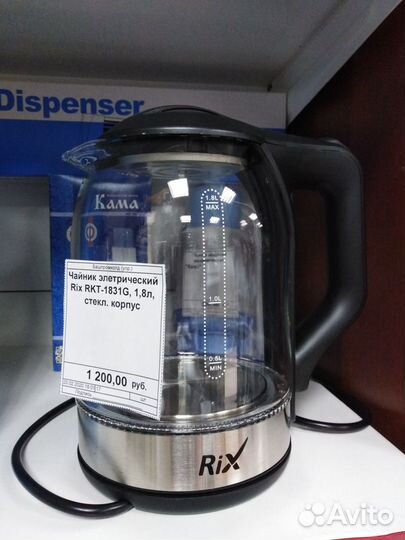 Dispenser
Кама
1.8L
MAX
1.0L
0.5L
MIN
Чайник элетрический
Rix RKT-1831G, 1,8л,
стекл. корпус
1 200,00 руб.
шт
RiX
Avito